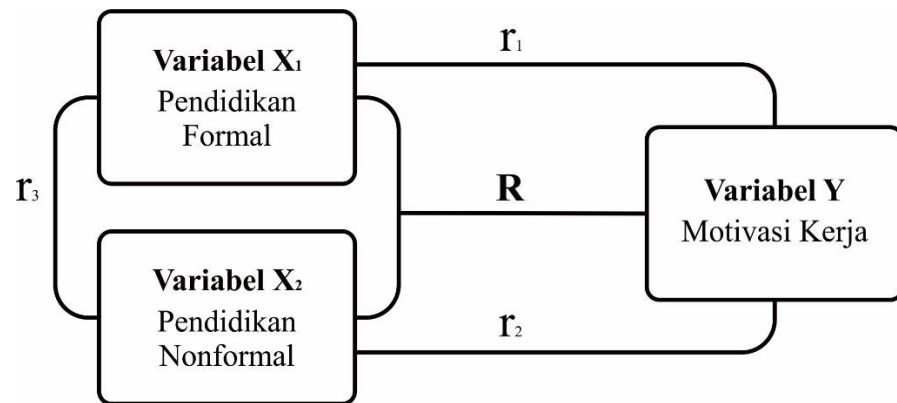 r₁
Variabel X₁
Pendidikan
Formal
r₃
R
Variabel Y
Motivasi Kerja
Variabel X₂
Pendidikan
Nonformal
r₂